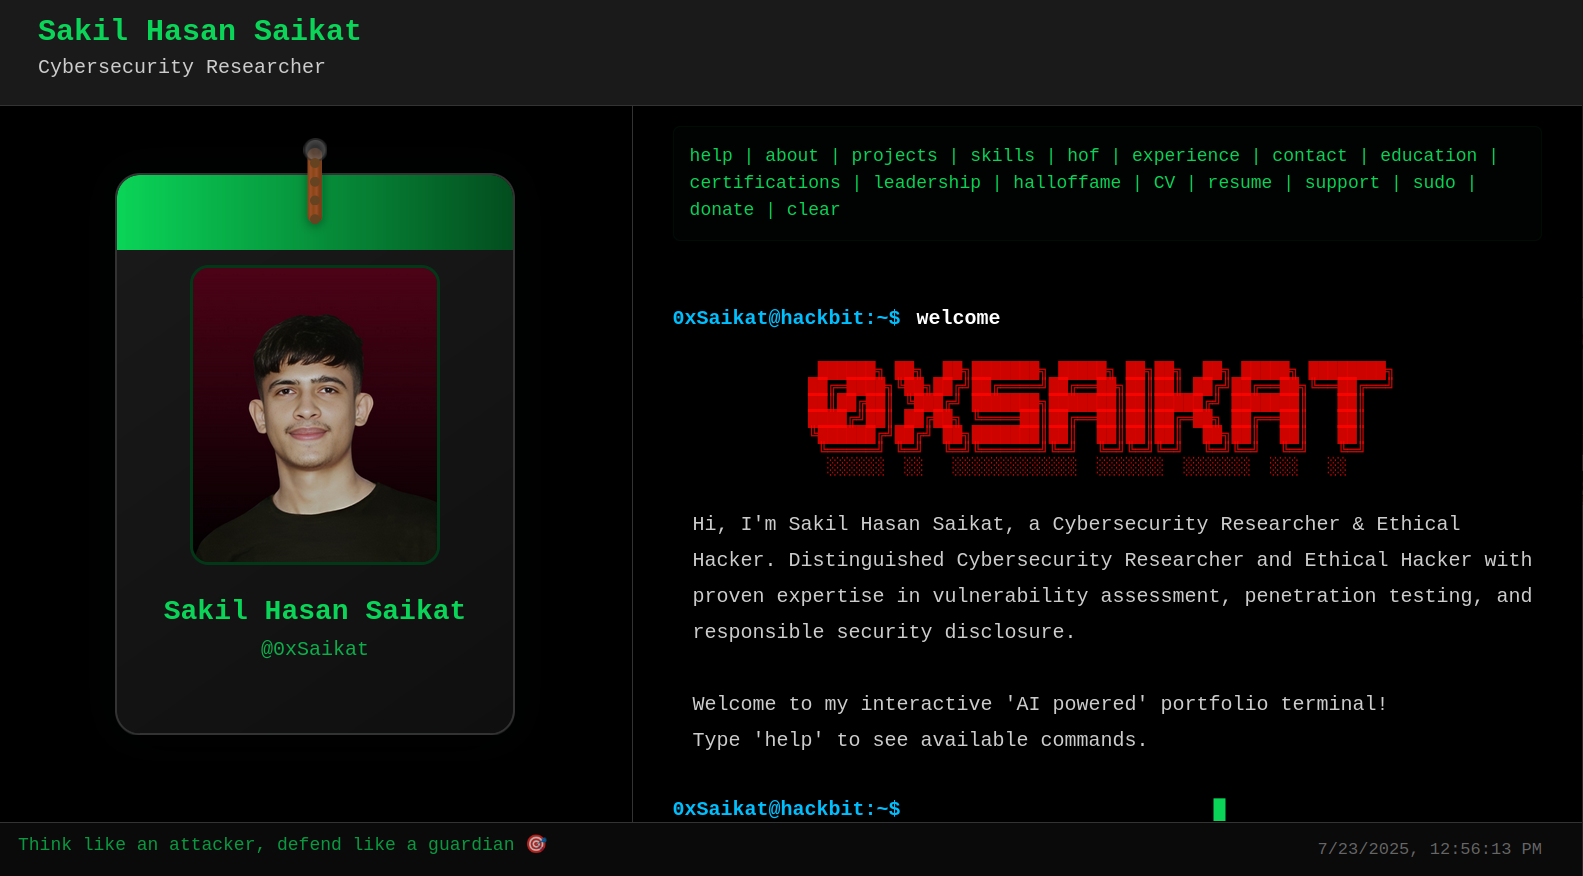 Sakil Hasan Saikat
Cybersecurity Researcher
Sakil Hasan Saikat
@0xSaikat
help | about | projects | skills | hof | experience | contact | education |
certifications | leadership | halloffame | CV | resume | support | sudo |
donate | clear
0xSaikat@hackbit:~$ welcome
0XSAIKAT
Hi, I'm Sakil Hasan Saikat, a Cybersecurity Researcher & Ethical
Hacker. Distinguished Cybersecurity Researcher and Ethical Hacker with
proven expertise in vulnerability assessment, penetration testing, and
responsible security disclosure.
Welcome to my interactive 'AI powered' portfolio terminal!
Type 'help' to see available commands.
0xSaikat@hackbit:~$
Think like an attacker, defend like a guardian 🎯
7/23/2025, 12:56:13 PM